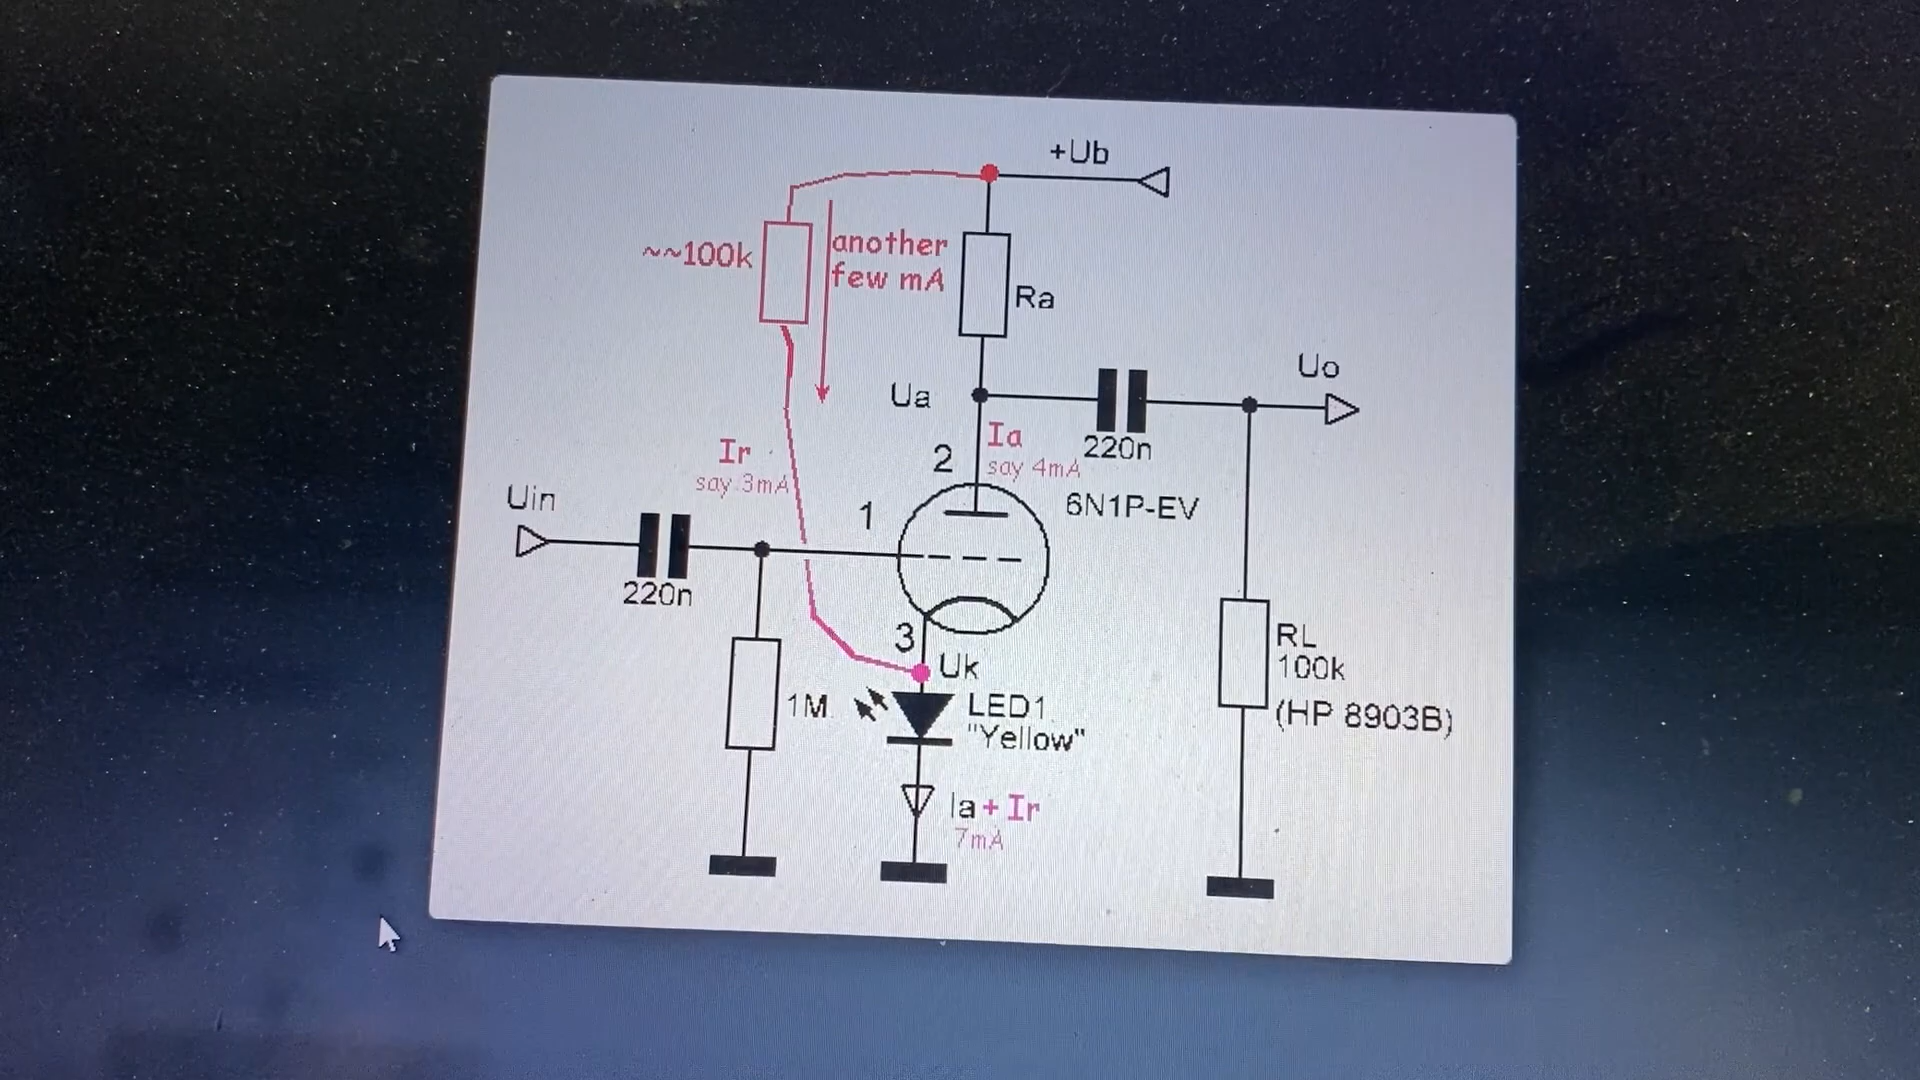 +Ub
~~100k
another
few mA
Ra
Uo
Ua
Ia
say 4mA
220n
2
Ir
say 3mA
Uin
1
6N1P-EV
220n
3
Uk
RL
100k
(HP 8903B)
1M
LED1
"Yellow"
Ia + Ir
7mA